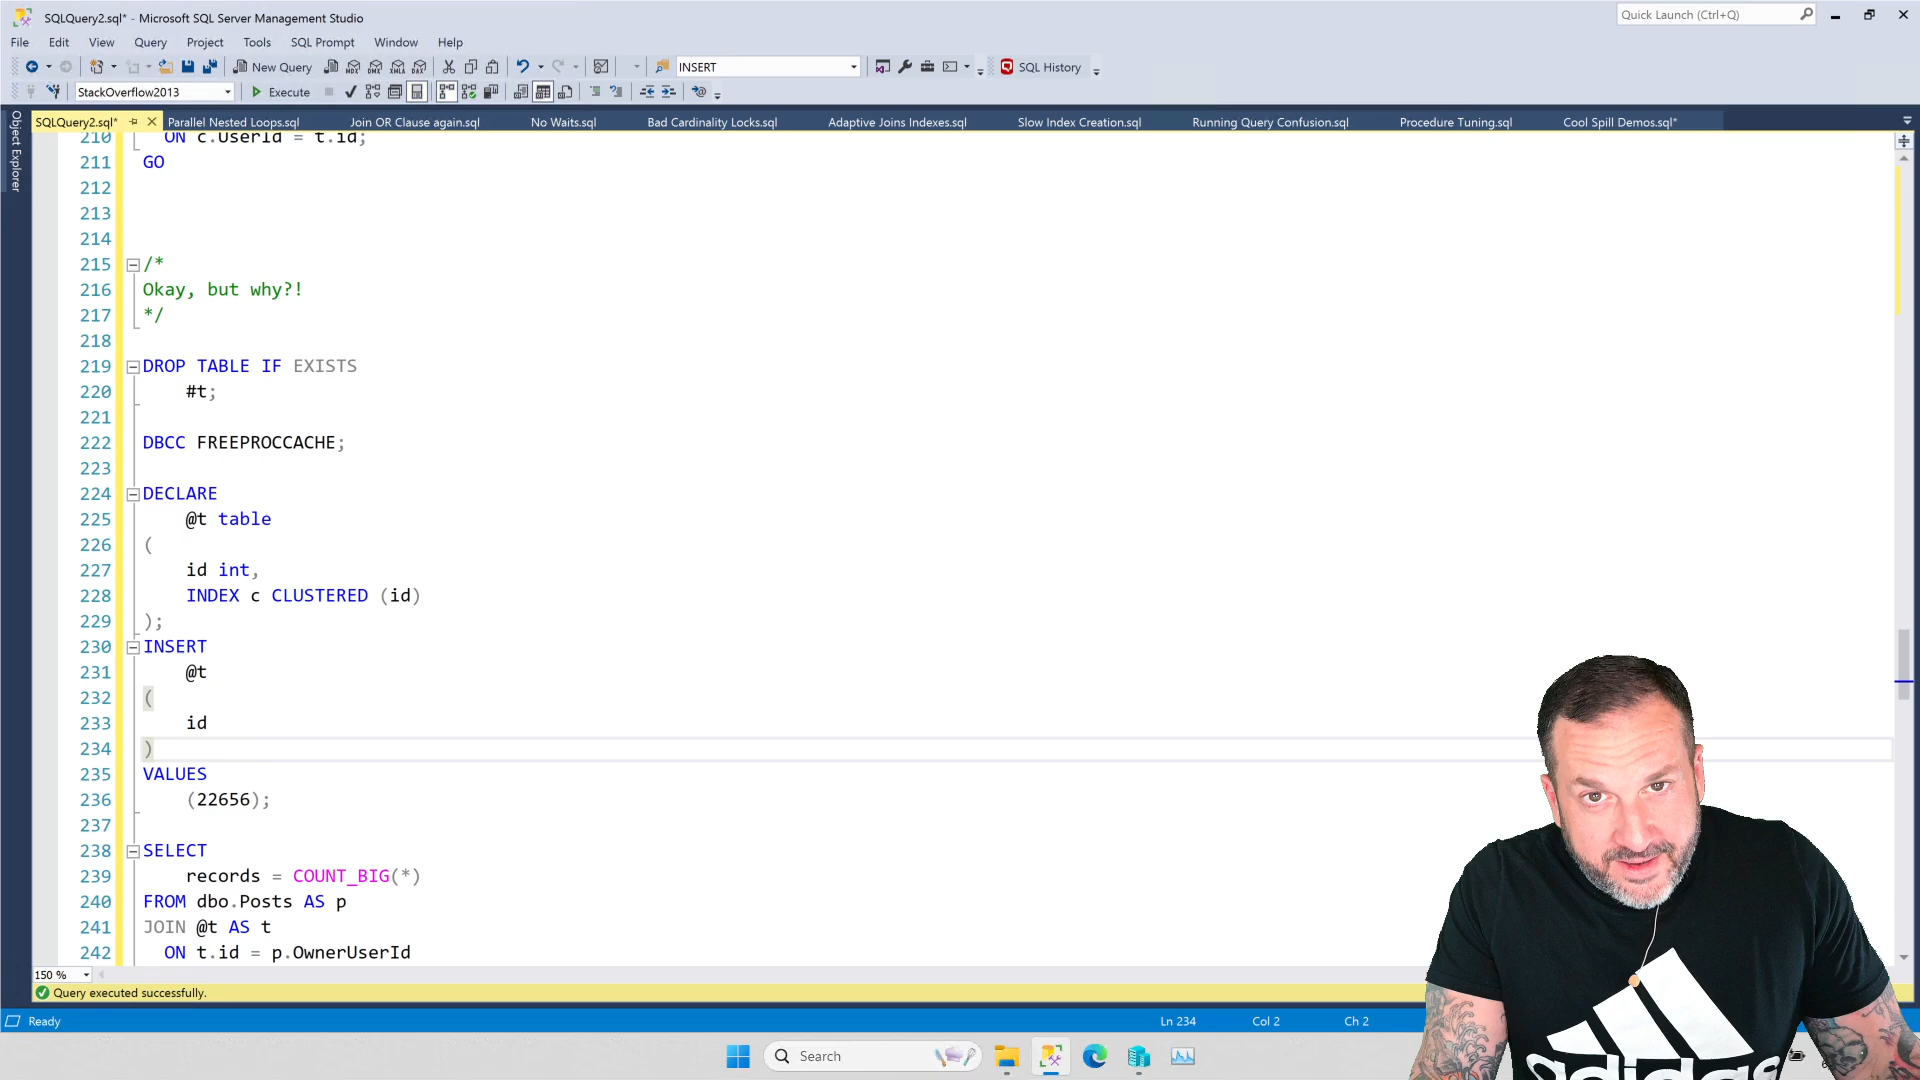 SQLQuery2.sql* - Microsoft SQL Server Management Studio
Quick Launch (Ctrl+Q)
File Edit View Query Project Tools SQL Prompt Window Help
New Query MDX DMX XMLA DAX INSERT SQL History
StackOverflow2013 Execute
SQLQuery2.sql* Parallel Nested Loops.sql Join OR Clause again.sql No Waits.sql Bad Cardinality Locks.sql Adaptive Joins Indexes.sql Slow Index Creation.sql Running Query Confusion.sql Procedure Tuning.sql Cool Spill Demos.sql*
Object Explorer
210 ON c.UserId = t.id;
211 GO
212
213
214
215 /*
216 Okay, but why?!
217 */
218
219 DROP TABLE IF EXISTS
220 #t;
221
222 DBCC FREEPROCCACHE;
223
224 DECLARE
225 @t table
226 (
227 id int,
228 INDEX c CLUSTERED (id)
229 );
230 INSERT
231 @t
232 (
233 id
234 )
235 VALUES
236 (22656);
237
238 SELECT
239 records = COUNT_BIG(*)
240 FROM dbo.Posts AS p
241 JOIN @t AS t
242 ON t.id = p.OwnerUserId
150 %
Query executed successfully.
Ready Ln 234 Col 2 Ch 2
Search
adidas